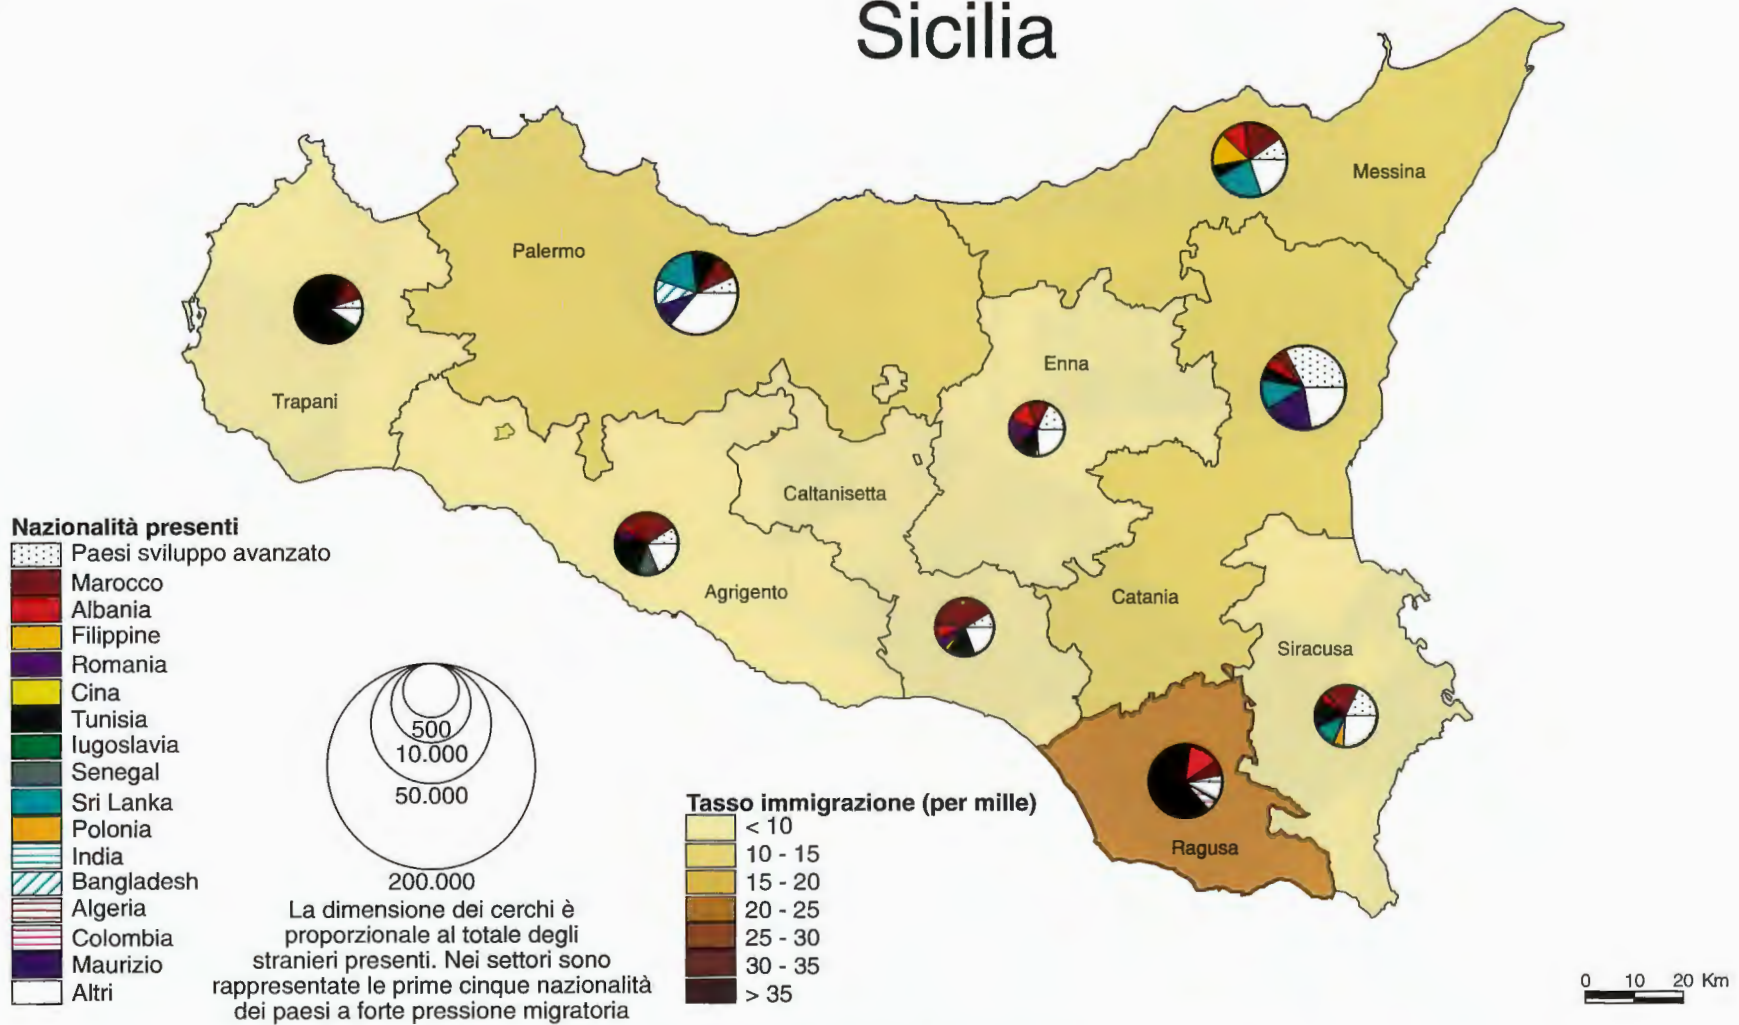 Sicilia
Messina
Palermo
Enna
Trapani
Caltanisetta
Agrigento
Catania
Siracusa
Ragusa
Nazionalità presenti
Paesi sviluppo avanzato
Marocco
Albania
Filippine
Romania
Cina
Tunisia
Iugoslavia
Senegal
Sri Lanka
Polonia
India
Bangladesh
Algeria
Colombia
Maurizio
Altri
500
10.000
50.000
200.000
La dimensione dei cerchi è
proporzionale al totale degli
stranieri presenti. Nei settori sono
rappresentate le prime cinque nazionalità
dei paesi a forte pressione migratoria
Tasso immigrazione (per mille)
< 10
10 - 15
15 - 20
20 - 25
25 - 30
30 - 35
> 35
0 10 20 Km